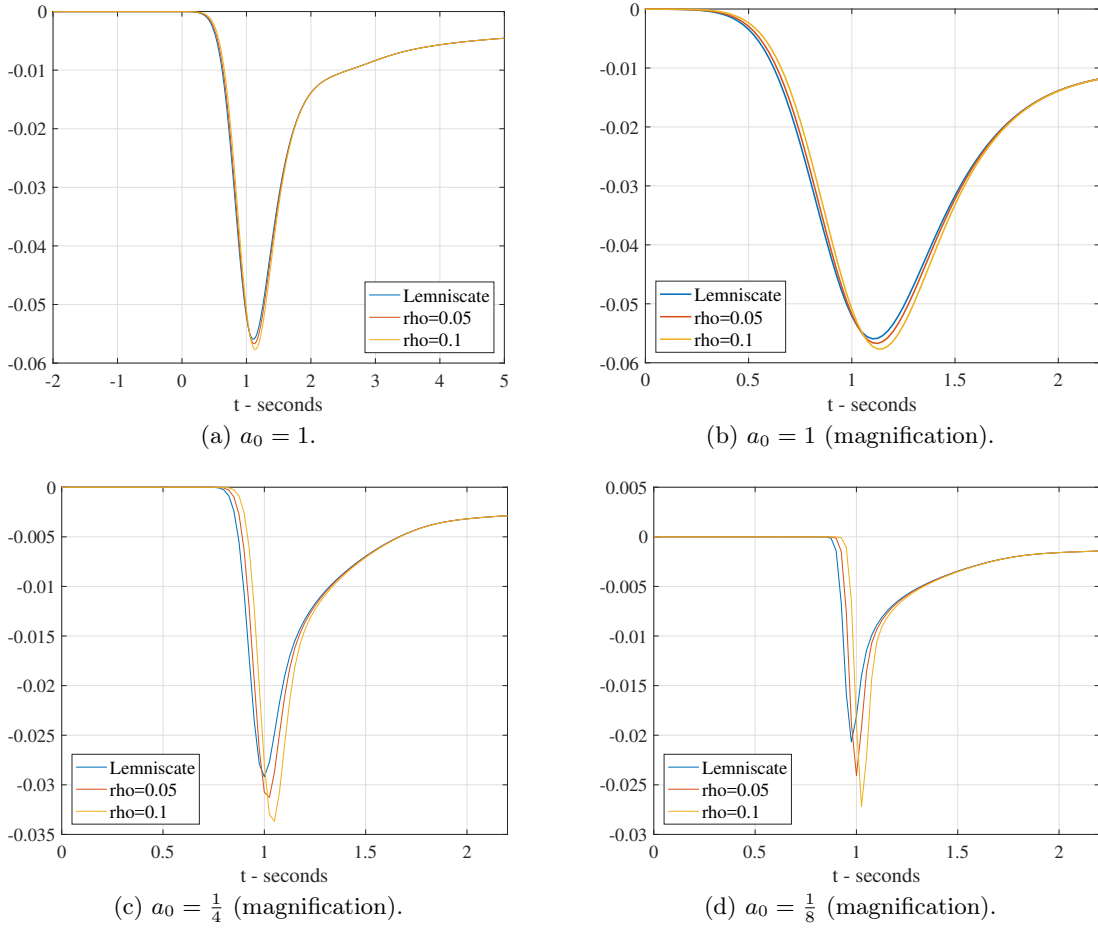 0
-0.01
-0.02
-0.03
-0.04
-0.05
-0.06
Lemniscate
rho=0.05
rho=0.1
-2 -1 0 1 2 3 4 5
t - seconds
(a) a₀ = 1.
0
-0.01
-0.02
-0.03
-0.04
-0.05
-0.06
Lemniscate
rho=0.05
rho=0.1
0 0.5 1 1.5 2
t - seconds
(b) a₀ = 1 (magnification).
0
-0.005
-0.01
-0.015
-0.02
-0.025
-0.03
-0.035
Lemniscate
rho=0.05
rho=0.1
0 0.5 1 1.5 2
t - seconds
(c) a₀ = 1/4 (magnification).
0.005
0
-0.005
-0.01
-0.015
-0.02
-0.025
-0.03
Lemniscate
rho=0.05
rho=0.1
0 0.5 1 1.5 2
t - seconds
(d) a₀ = 1/8 (magnification).